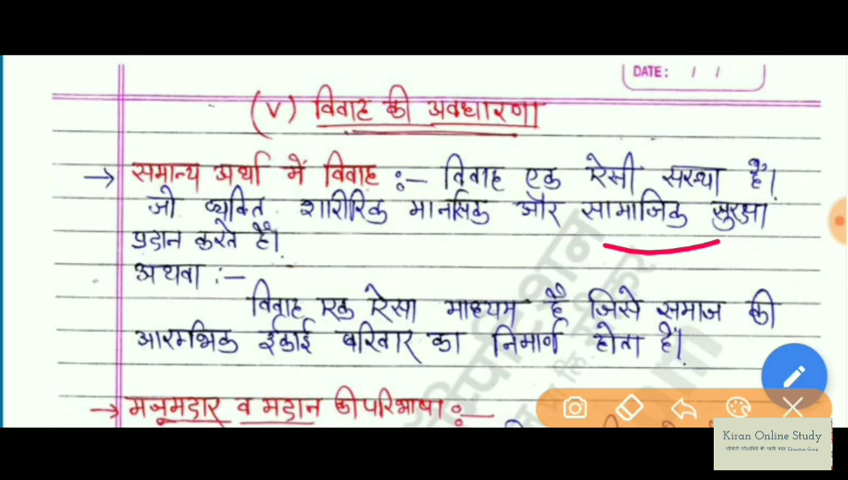 DATE: / /
(v) विवाह की अवधारणा
→ समान्य अर्थो में विवाह :- विवाह एक ऐसी संस्था है।
जो व्यक्ति शारीरिक मानसिक और सामाजिक सुरक्षा
प्रदान करते हैं।
अथवा :-
विवाह एक ऐसा माध्यम है जिसे समाज की
आरम्भिक ईकाई परिवार का निमार्ण होता हैं।
→ मजूमदार व मदान की परिभाषा :-
Kiran Online Study